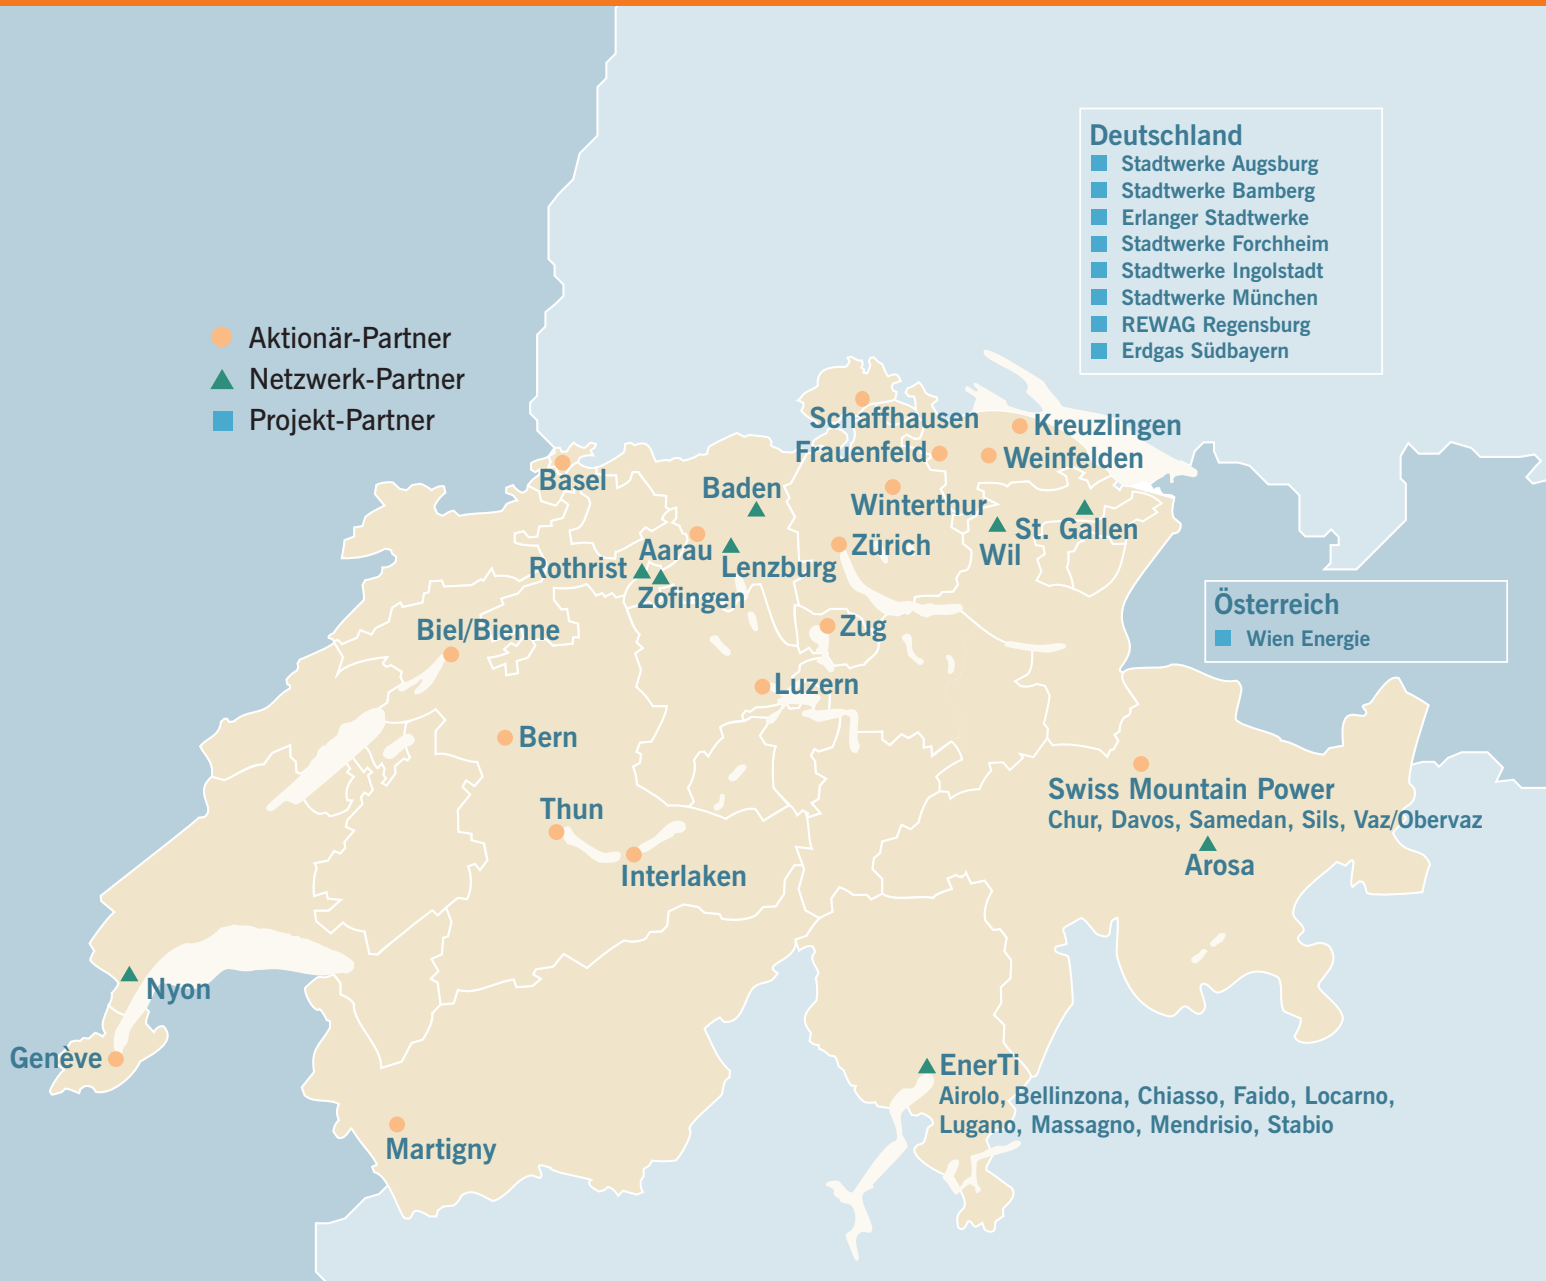 Deutschland
Stadtwerke Augsburg
Stadtwerke Bamberg
Erlanger Stadtwerke
Stadtwerke Forchheim
Stadtwerke Ingolstadt
Stadtwerke München
REWAG Regensburg
Erdgas Südbayern
Aktionär-Partner
Netzwerk-Partner
Projekt-Partner
Schaffhausen
Kreuzlingen
Frauenfeld
Weinfelden
Basel
Baden
Winterthur
St. Gallen
Aarau
Zürich
Wil
Rothrist
Lenzburg
Zofingen
Österreich
Wien Energie
Biel/Bienne
Zug
Luzern
Bern
Swiss Mountain Power
Chur, Davos, Samedan, Sils, Vaz/Obervaz
Thun
Arosa
Interlaken
Nyon
Genève
EnerTi
Airolo, Bellinzona, Chiasso, Faido, Locarno,
Lugano, Massagno, Mendrisio, Stabio
Martigny